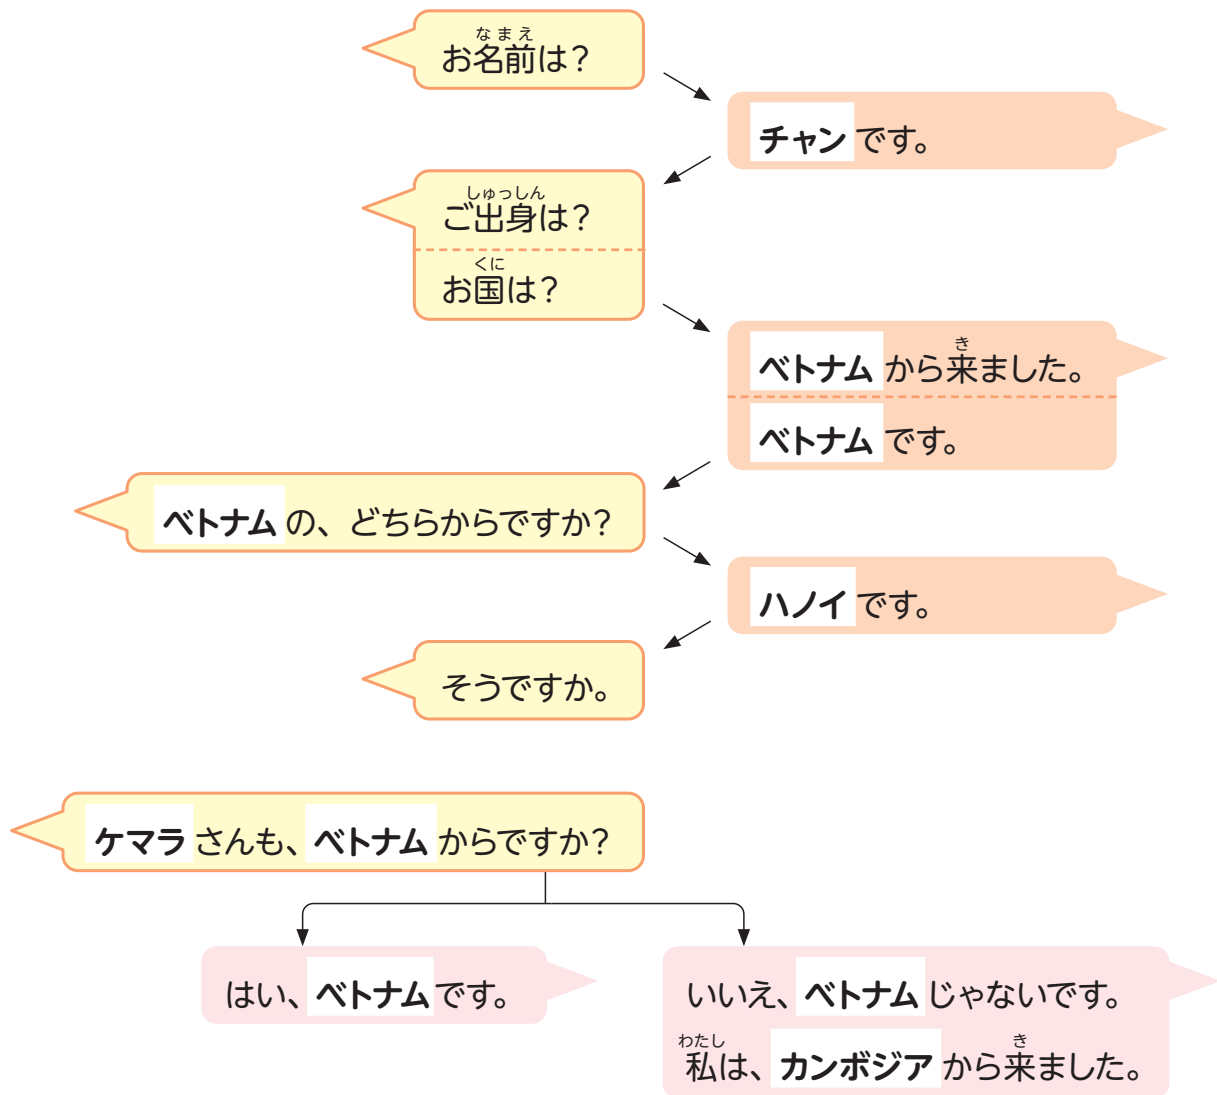 なまえ
お名前は？
チャンです。
しゅっしん
ご出身は？
くに
お国は？
き
ベトナムから来ました。
ベトナムです。
ベトナムの、どちらからですか？
ハノイです。
そうですか。
ケマラさんも、ベトナムからですか？
はい、ベトナムです。
いいえ、ベトナムじゃないです。
わたし き
私は、カンボジアから来ました。